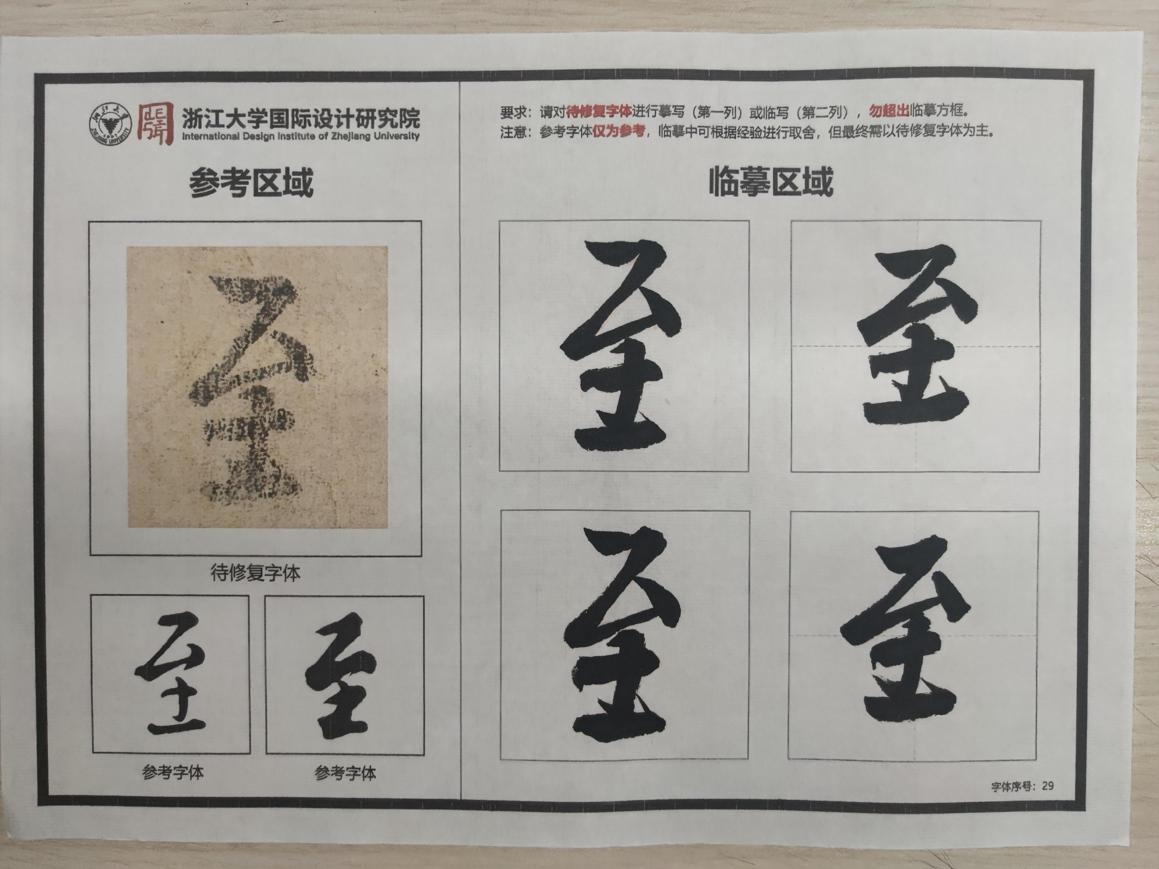 浙江大学国际设计研究院
International Design Institute of Zhejiang University
参考区域
至
待修复字体
至 至
参考字体 参考字体
要求：请对待修复字体进行摹写（第一列）或临写（第二列），勿超出临摹方框。
注意：参考字体仅为参考，临摹中可根据经验进行取舍，但最终需以待修复字体为主。
临摹区域
至 至
至 至
字体序号：29